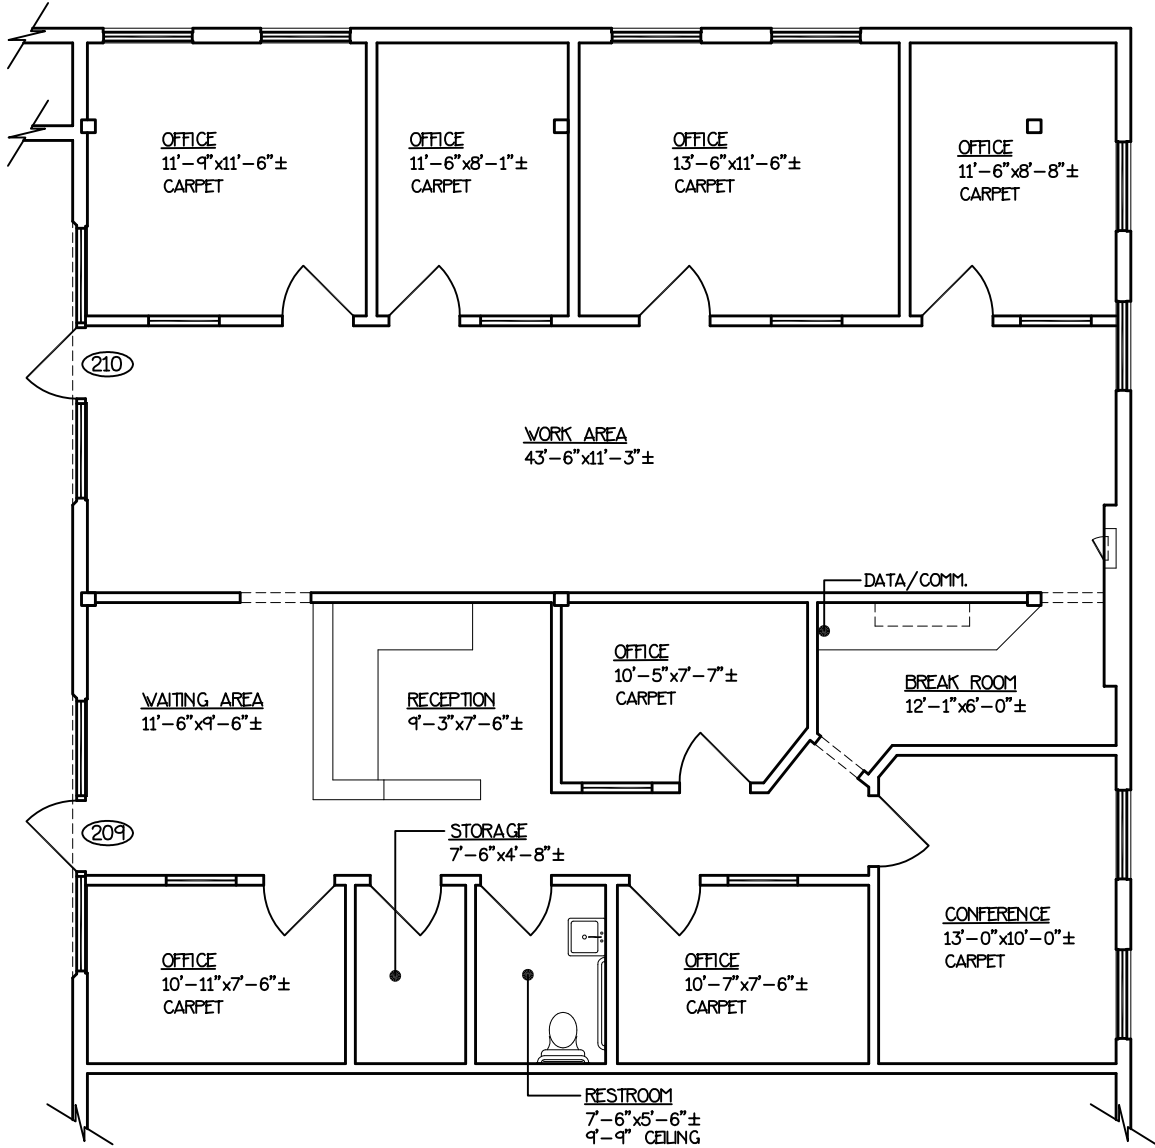 OFFICE
11'-9"x11'-6"±
CARPET
OFFICE
11'-6"x8'-1"±
CARPET
OFFICE
13'-6"x11'-6"±
CARPET
OFFICE
11'-6"x8'-8"±
CARPET
210
WORK AREA
43'-6"x11'-3"±
DATA/COMM.
WAITING AREA
11'-6"x9'-6"±
RECEPTION
9'-3"x7'-6"±
OFFICE
10'-5"x7'-7"±
CARPET
BREAK ROOM
12'-1"x6'-0"±
209
STORAGE
7'-6"x4'-8"±
OFFICE
10'-11"x7'-6"±
CARPET
OFFICE
10'-7"x7'-6"±
CARPET
CONFERENCE
13'-0"x10'-0"±
CARPET
RESTROOM
7'-6"x5'-6"±
9'-9" CEILING